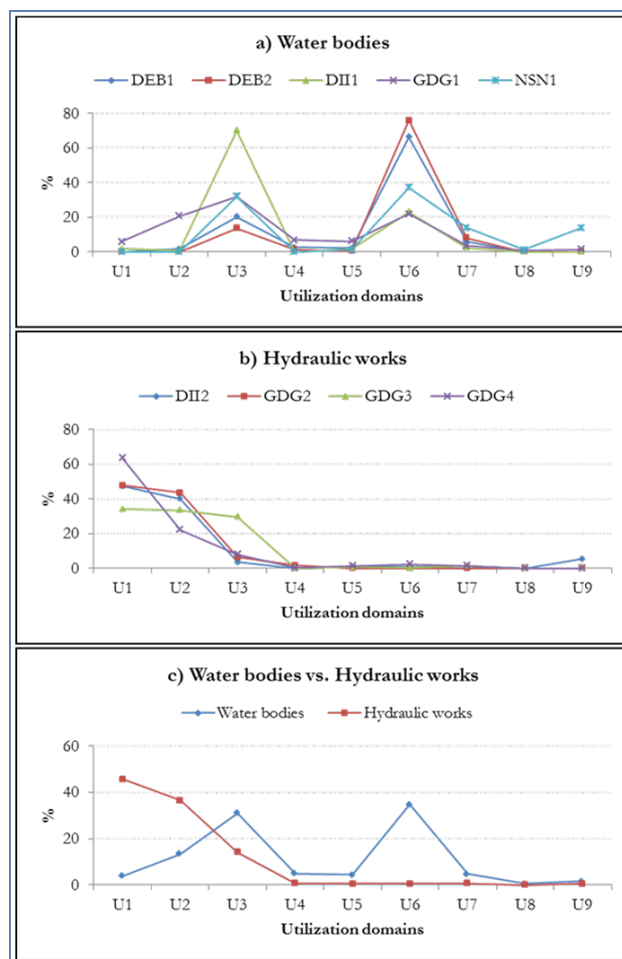 a) Water bodies
DEB1 DEB2 DII1 GDG1 NSN1
80
60
40
20
0
%
U1 U2 U3 U4 U5 U6 U7 U8 U9
Utilization domains
b) Hydraulic works
DII2 GDG2 GDG3 GDG4
80
60
40
20
0
%
U1 U2 U3 U4 U5 U6 U7 U8 U9
Utilization domains
c) Water bodies vs. Hydraulic works
Water bodies Hydraulic works
60
40
20
0
%
U1 U2 U3 U4 U5 U6 U7 U8 U9
Utilization domains